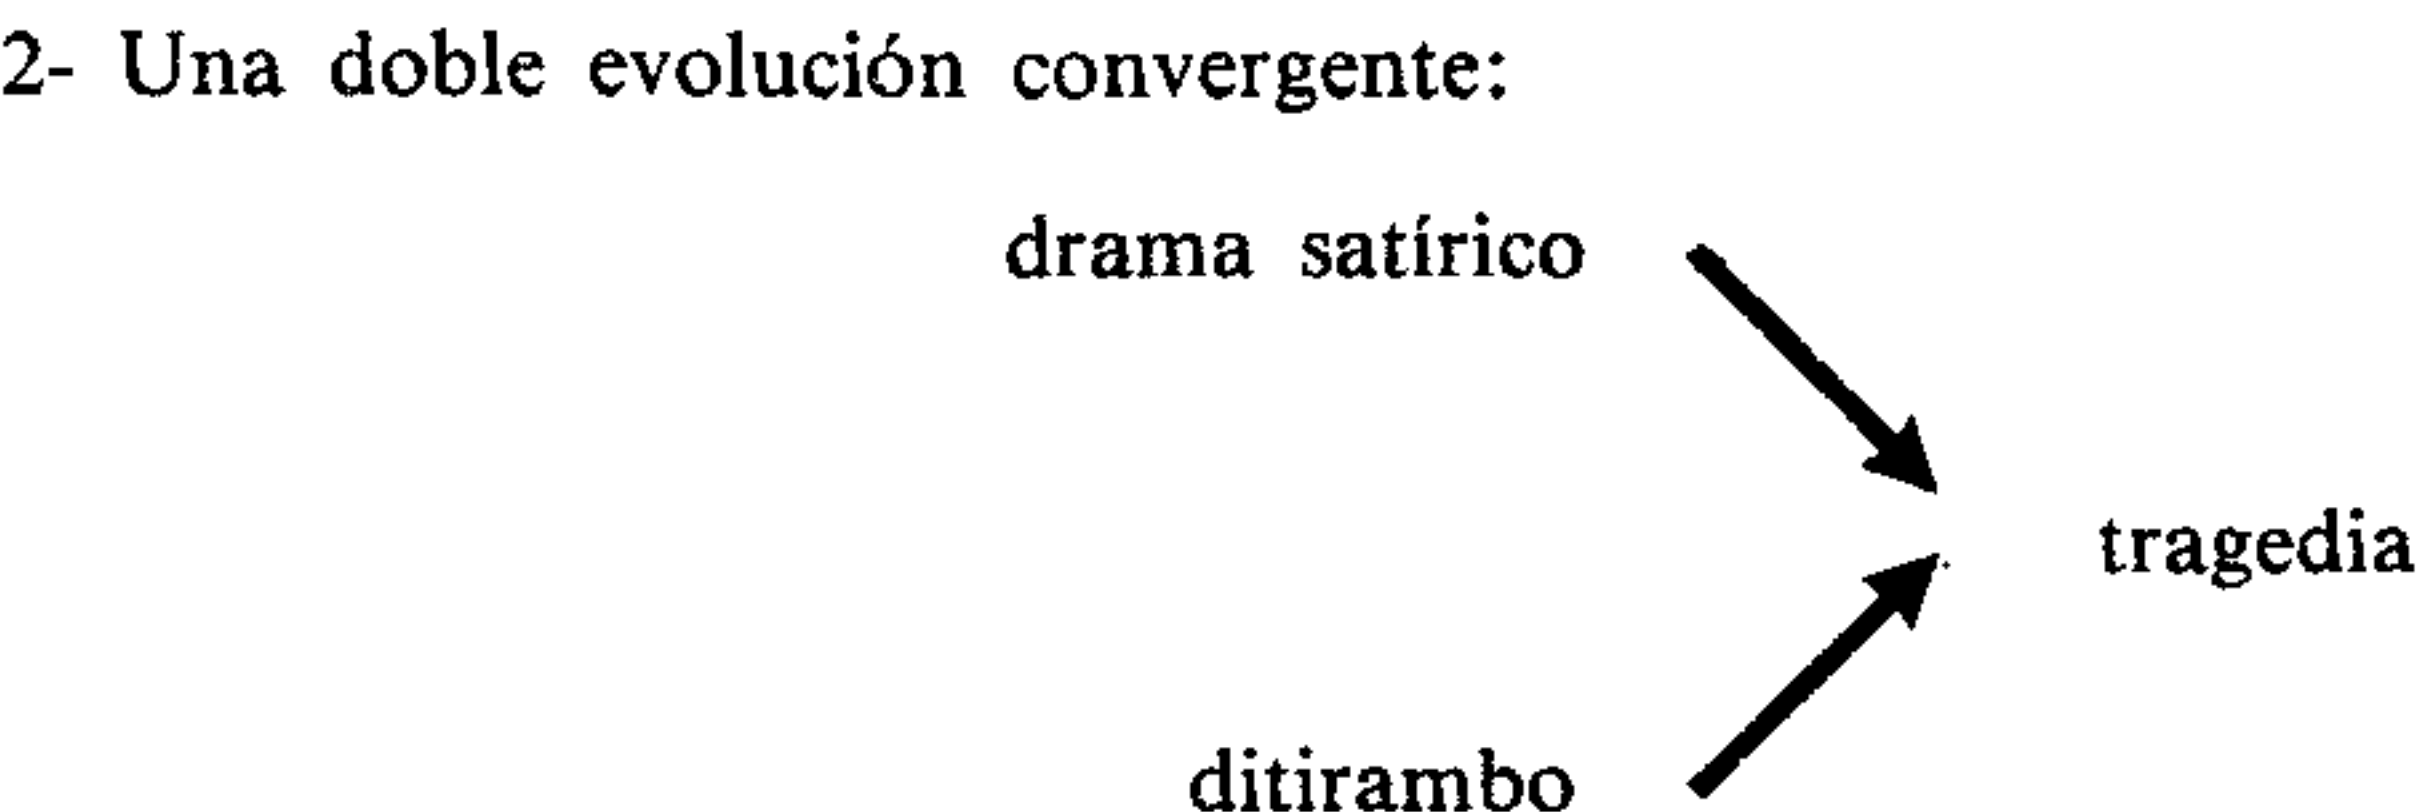 2- Una doble evolución convergente:
drama satírico
tragedia
ditirambo